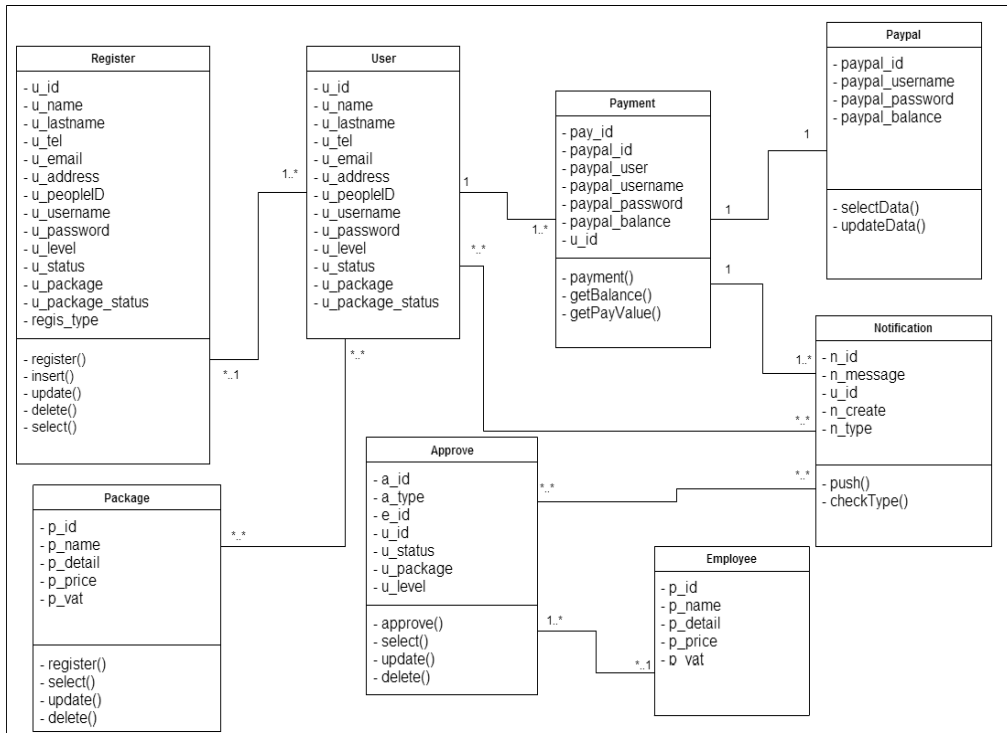 Register
- u_id
- u_name
- u_lastname
- u_tel
- u_email
- u_address
- u_peopleID
- u_username
- u_password
- u_level
- u_status
- u_package
- u_package_status
- regis_type
- register()
- insert()
- update()
- delete()
- select()
1..*
*..1
User
- u_id
- u_name
- u_lastname
- u_tel
- u_email
- u_address
- u_peopleID
- u_username
- u_password
- u_level
- u_status
- u_package
- u_package_status
1
1..*
*..*
*..*
Payment
- pay_id
- paypal_id
- paypal_user
- paypal_username
- paypal_password
- paypal_balance
- u_id
- payment()
- getBalance()
- getPayValue()
1
1
1
Paypal
- paypal_id
- paypal_username
- paypal_password
- paypal_balance
- selectData()
- updateData()
Notification
- n_id
- n_message
- u_id
- n_create
- n_type
- push()
- checkType()
1..*
*..*
*..*
Package
- p_id
- p_name
- p_detail
- p_price
- p_vat
- register()
- select()
- update()
- delete()
*..*
Approve
- a_id
- a_type
- e_id
- u_id
- u_status
- u_package
- u_level
- approve()
- select()
- update()
- delete()
*..*
1..*
*..1
Employee
- p_id
- p_name
- p_detail
- p_price
- p_vat